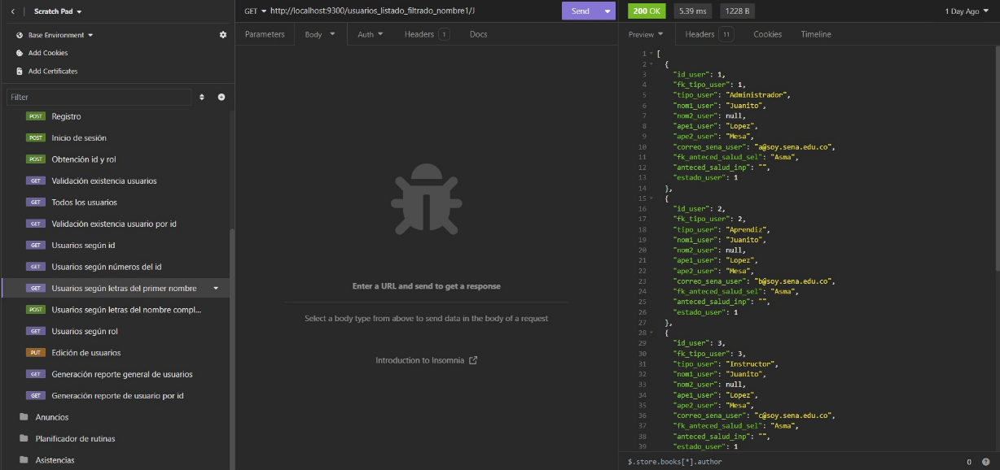 Scratch Pad
Base Environment
Add Cookies
Add Certificates
Filter
POST Registro
POST Inicio de sesión
POST Obtención id y rol
GET Validación existencia usuarios
GET Todos los usuarios
GET Validación existencia usuario por id
GET Usuarios según id
GET Usuarios según números del id
GET Usuarios según letras del primer nombre
POST Usuarios según letras del nombre compl...
GET Usuarios según rol
PUT Edición de usuarios
GET Generación reporte general de usuarios
GET Generación reporte de usuario por id
Anuncios
Planificador de rutinas
Asistencias
GET http://localhost:9300/usuarios_listado_filtrado_nombre1/J Send
Parameters Body Auth Headers 1 Docs
Enter a URL and send to get a response
Select a body type from above to send data in the body of a request
Introduction to Insomnia
200 OK 5.39 ms 1228 B 1 Day Ago
Preview Headers 11 Cookies Timeline
1 [
2 {
3 "id_user": 1,
4 "fk_tipo_user": 1,
5 "tipo_user": "Administrador",
6 "nom1_user": "Juanito",
7 "nom2_user": null,
8 "ape1_user": "Lopez",
9 "ape2_user": "Mesa",
10 "correo_sena_user": "a@soy.sena.edu.co",
11 "fk_anteced_salud_sel": "Asma",
12 "anteced_salud_inp": "",
13 "estado_user": 1
14 },
15 {
16 "id_user": 2,
17 "fk_tipo_user": 2,
18 "tipo_user": "Aprendiz",
19 "nom1_user": "Juanito",
20 "nom2_user": null,
21 "ape1_user": "Lopez",
22 "ape2_user": "Mesa",
23 "correo_sena_user": "b@soy.sena.edu.co",
24 "fk_anteced_salud_sel": "Asma",
25 "anteced_salud_inp": "",
26 "estado_user": 1
27 },
28 {
29 "id_user": 3,
30 "fk_tipo_user": 3,
31 "tipo_user": "Instructor",
32 "nom1_user": "Juanito",
33 "nom2_user": null,
34 "ape1_user": "Lopez",
35 "ape2_user": "Mesa",
36 "correo_sena_user": "c@soy.sena.edu.co",
37 "fk_anteced_salud_sel": "Asma",
38 "anteced_salud_inp": "",
39 "estado_user": 1
$.store.books[*].author 0